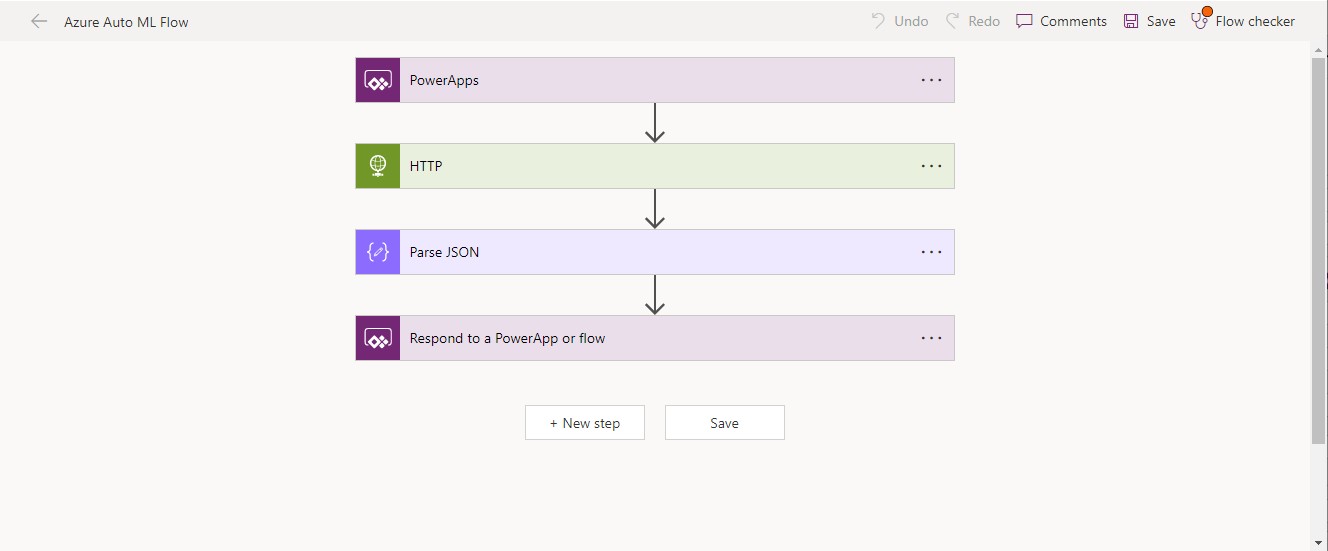 Azure Auto ML Flow
Undo Redo Comments Save Flow checker
PowerApps
HTTP
Parse JSON
Respond to a PowerApp or flow
+ New step Save